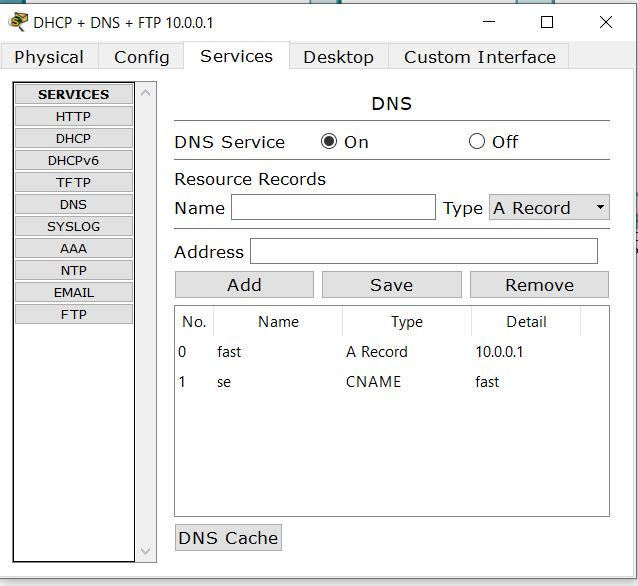 DHCP + DNS + FTP 10.0.0.1
Physical Config Services Desktop Custom Interface
SERVICES
HTTP
DHCP
DHCPv6
TFTP
DNS
SYSLOG
AAA
NTP
EMAIL
FTP
DNS
DNS Service On Off
Resource Records
Name Type A Record
Address
Add Save Remove
No. Name Type Detail
0 fast A Record 10.0.0.1
1 se CNAME fast
DNS Cache